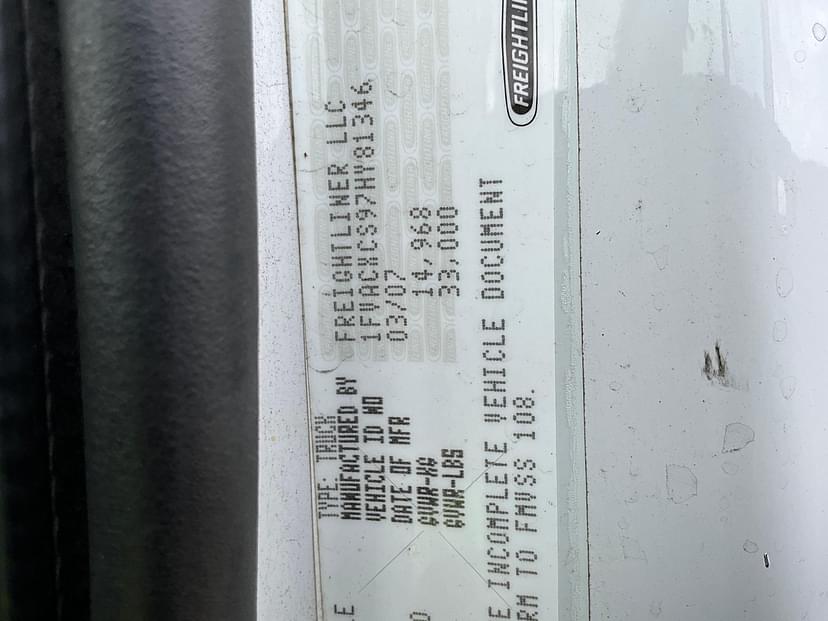 TYPE: TRUCK
MANUFACTURED BY FREIGHTLINER LLC
VEHICLE ID NO 1FVACXCS97HY81346
DATE OF MFR 03/07
GVWR-KG 14,968
GVWR-LBS 33,000
E INCOMPLETE VEHICLE DOCUMENT
RM TO FMVSS 108.
FREIGHTLIN